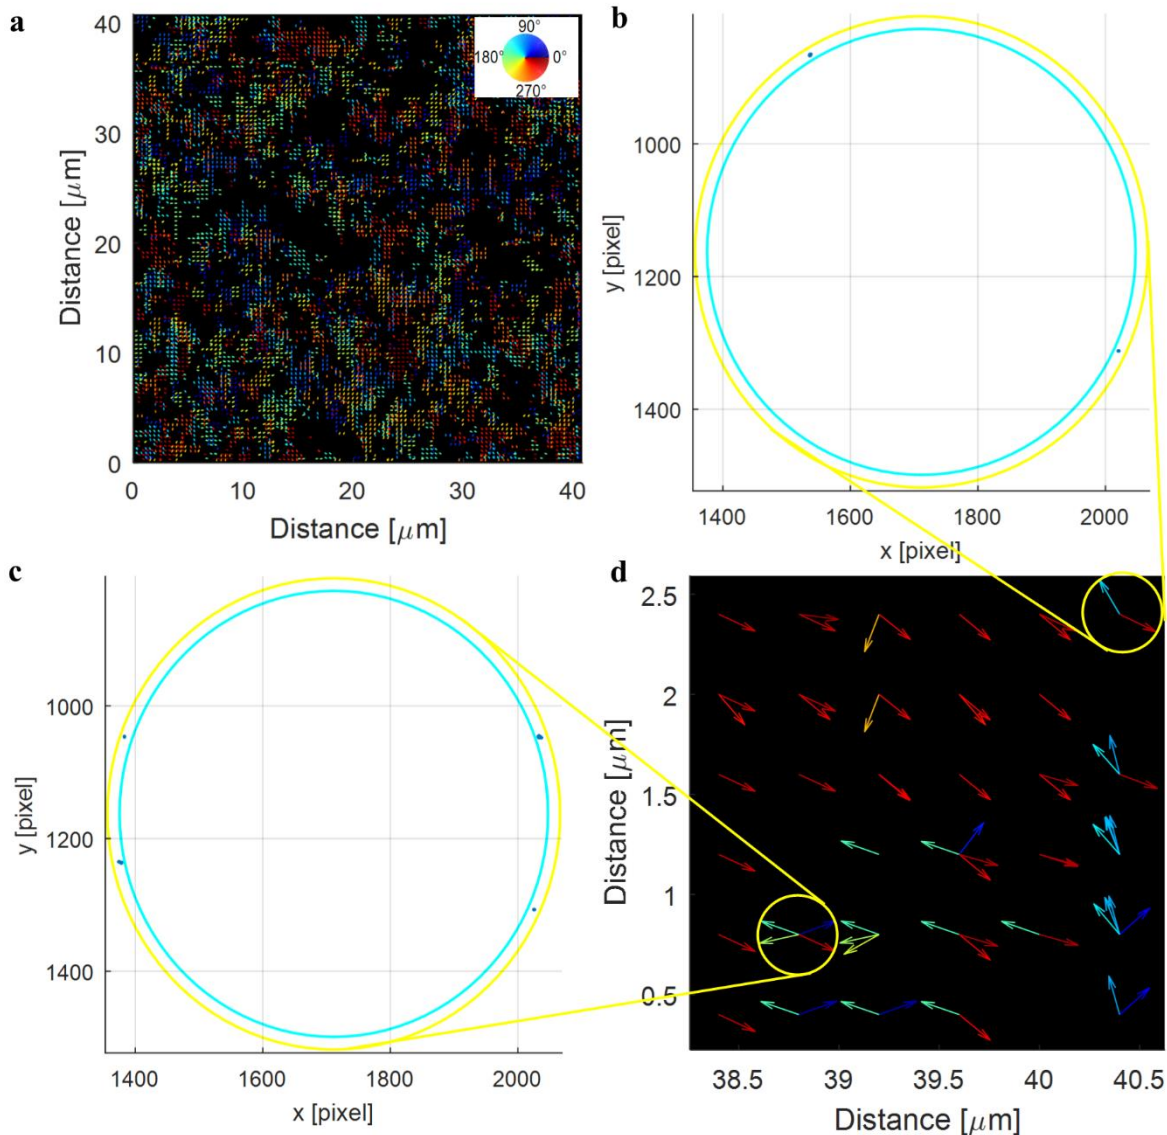 a
40
30
20
10
0
Distance [μm]
0 10 20 30 40
Distance [μm]
90°
180° 0°
270°
b
1000
1200
1400
y [pixel]
1400 1600 1800 2000
x [pixel]
c
1000
1200
1400
y [pixel]
1400 1600 1800 2000
x [pixel]
d
2.5
2
1.5
1
0.5
Distance [μm]
38.5 39 39.5 40 40.5
Distance [μm]